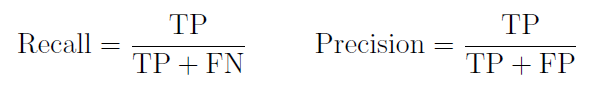 Recall = TP / (TP + FN)
Precision = TP / (TP + FP)